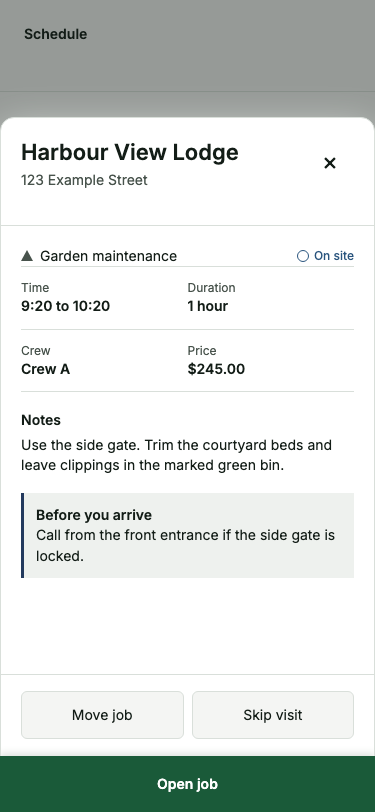 Schedule
Harbour View Lodge
123 Example Street
Garden maintenance
On site
Time
Duration
9:20 to 10:20
1 hour
Crew
Price
Crew A
$245.00
Notes
Use the side gate. Trim the courtyard beds and
leave clippings in the marked green bin.
Before you arrive
Call from the front entrance if the side gate is
locked.
Move job
Skip visit
Open job